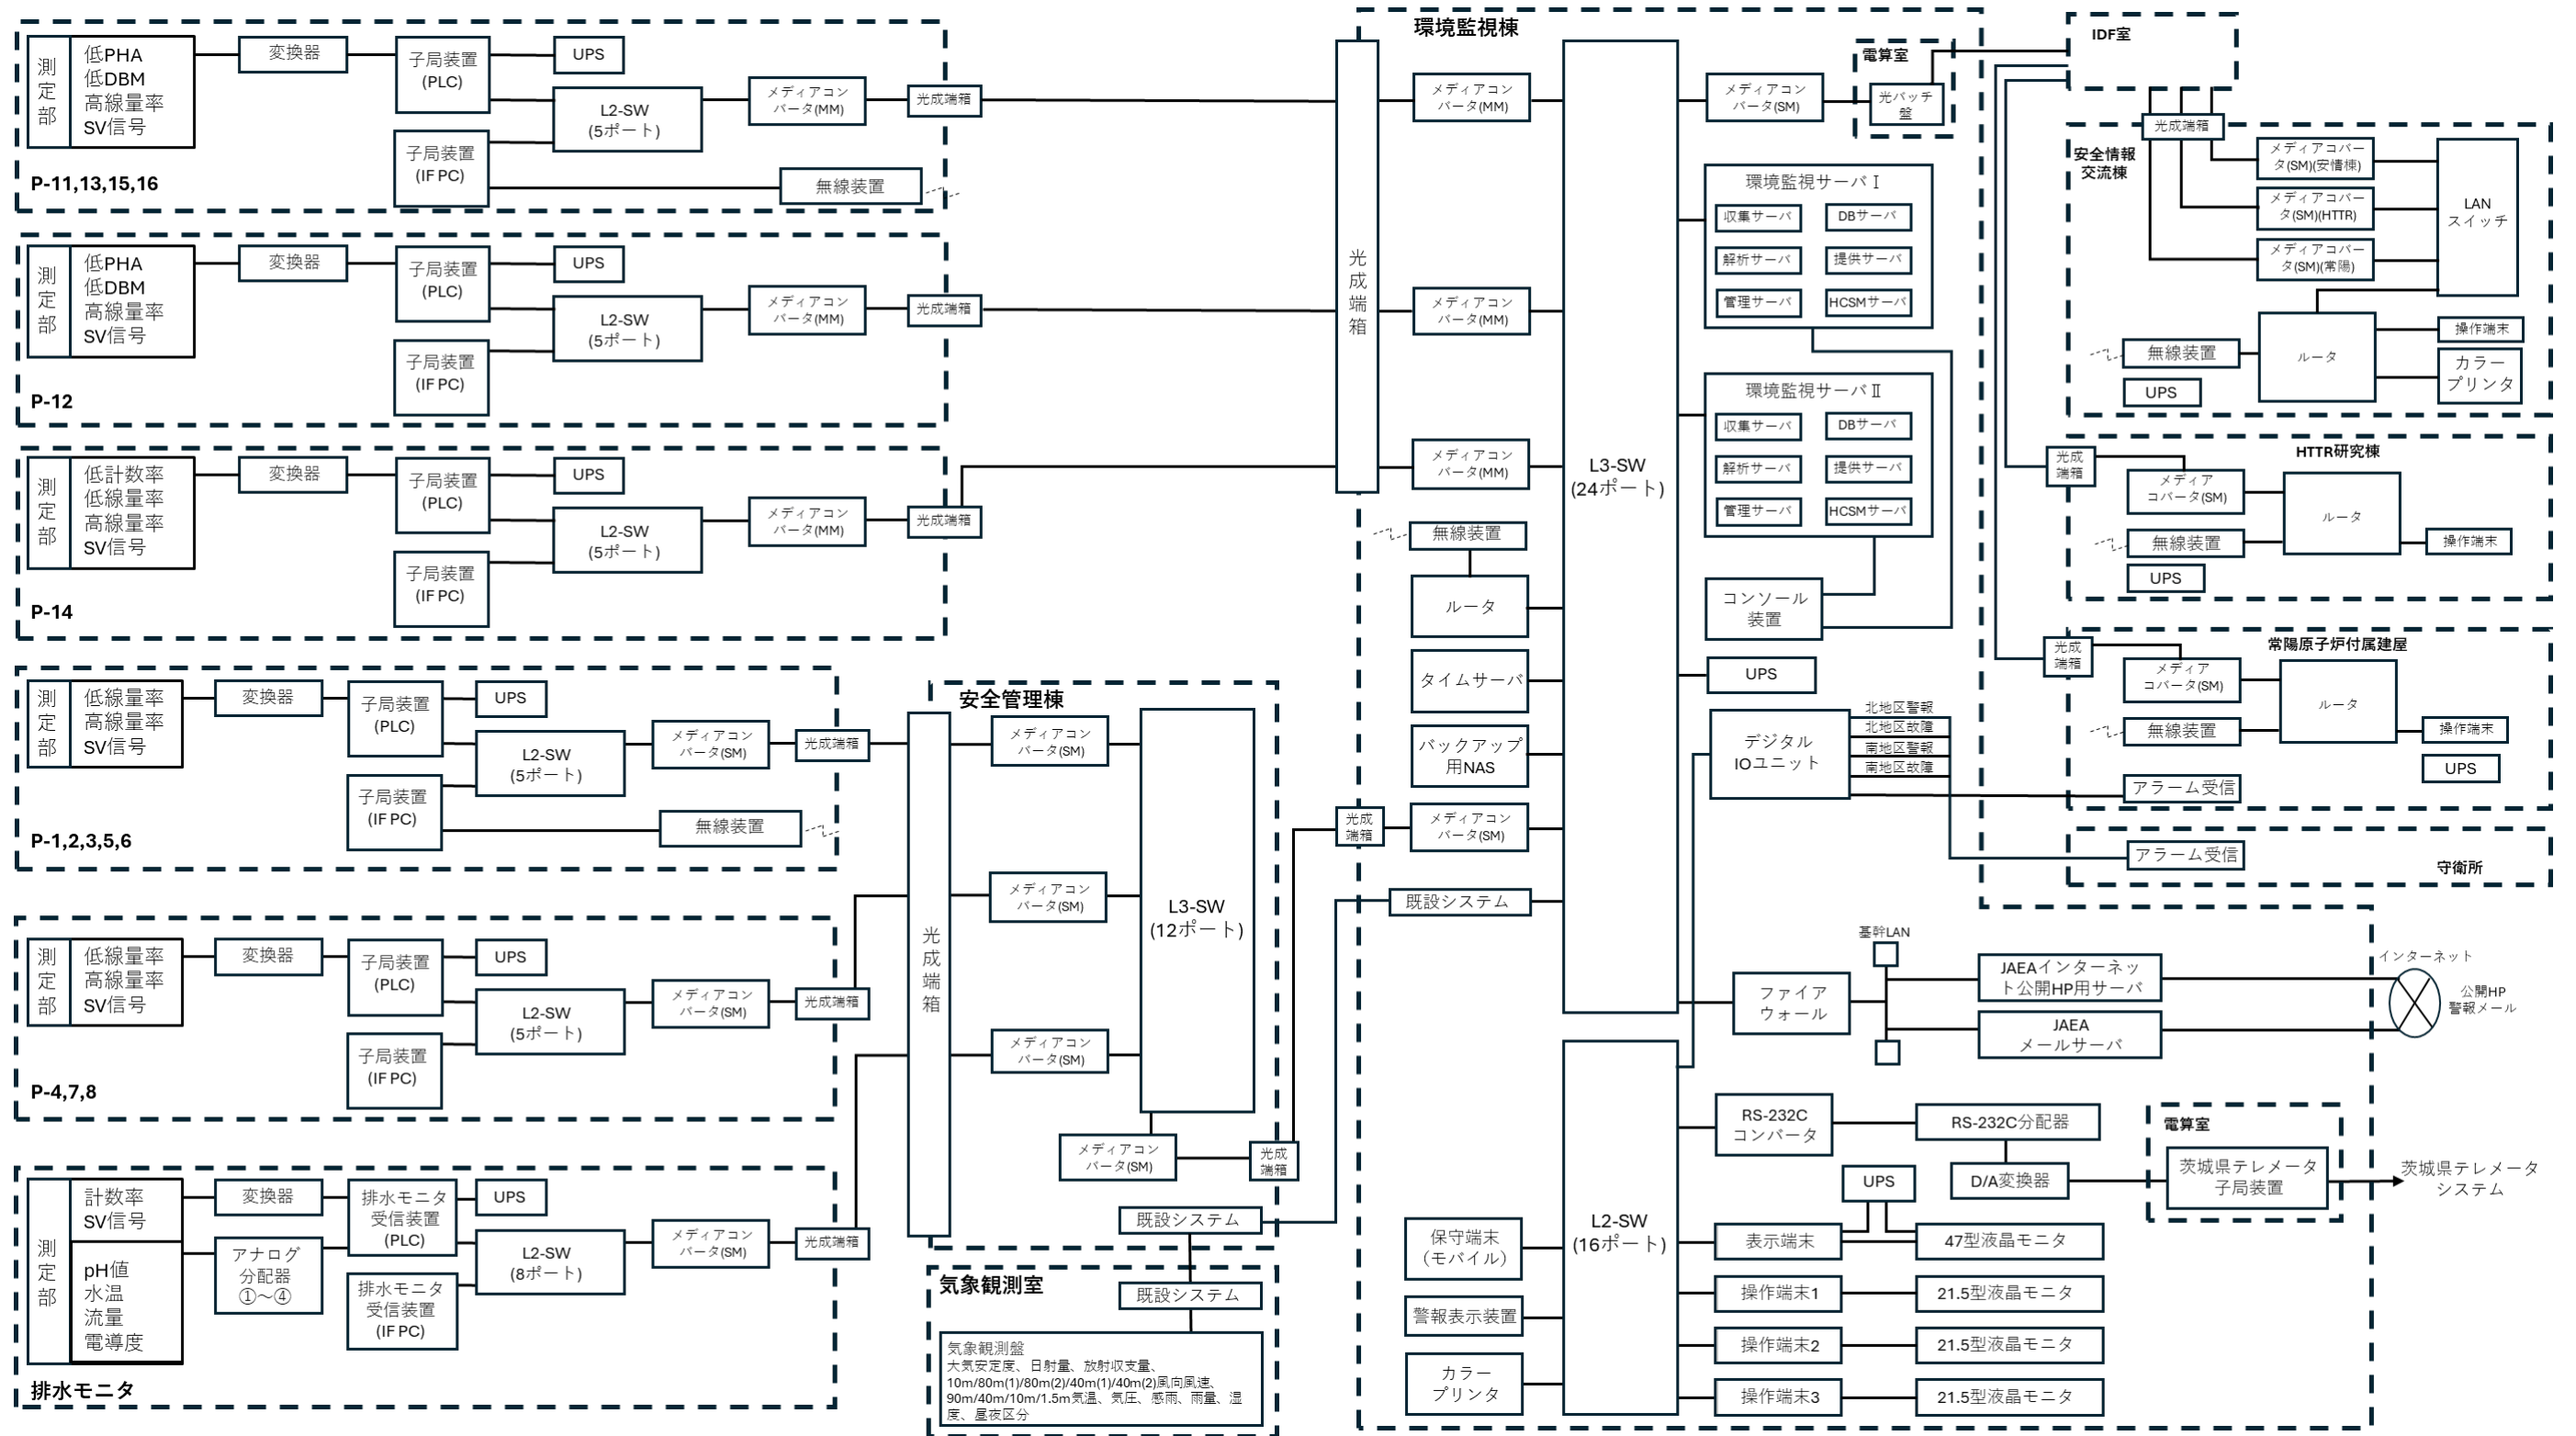 測
定
部
低PHA
低DBM
高線量率
SV信号
変換器
子局装置
(PLC)
UPS
L2-SW
(5ポート)
メディアコン
バータ(MM)
光成端箱
子局装置
(IF PC)
無線装置
P-11,13,15,16
測
定
部
低PHA
低DBM
高線量率
SV信号
変換器
子局装置
(PLC)
UPS
L2-SW
(5ポート)
メディアコン
バータ(MM)
光成端箱
子局装置
(IF PC)
P-12
測
定
部
低計数率
低線量率
高線量率
SV信号
変換器
子局装置
(PLC)
UPS
L2-SW
(5ポート)
メディアコン
バータ(MM)
光成端箱
子局装置
(IF PC)
P-14
測
定
部
低線量率
高線量率
SV信号
変換器
子局装置
(PLC)
UPS
L2-SW
(5ポート)
メディアコン
バータ(SM)
光成端箱
子局装置
(IF PC)
無線装置
P-1,2,3,5,6
測
定
部
低線量率
高線量率
SV信号
変換器
子局装置
(PLC)
UPS
L2-SW
(5ポート)
メディアコン
バータ(SM)
光成端箱
子局装置
(IF PC)
P-4,7,8
測
定
部
計数率
SV信号
pH値
水温
流量
電導度
変換器
アナログ
分配器
①～④
排水モニタ
受信装置
(PLC)
UPS
L2-SW
(8ポート)
メディアコン
バータ(SM)
光成端箱
排水モニタ
受信装置
(IF PC)
排水モニタ
安全管理棟
光
成
端
箱
メディアコン
バータ(SM)
メディアコン
バータ(SM)
メディアコン
バータ(SM)
L3-SW
(12ポート)
メディアコン
バータ(SM)
光成
端箱
既設システム
気象観測室
既設システム
気象観測盤
大気安定度、日射量、放射収支量、
10m/80m(1)/80m(2)/40m(1)/40m(2)風向風速、
90m/40m/10m/1.5m気温、気圧、感雨、雨量、湿
度、昼夜区分
環境監視棟
光
成
端
箱
メディアコン
バータ(MM)
メディアコン
バータ(MM)
メディアコン
バータ(MM)
無線装置
ルータ
タイムサーバ
バックアップ
用NAS
光成
端箱
メディアコン
バータ(SM)
既設システム
L3-SW
(24ポート)
メディアコン
バータ(SM)
電算室
光パッチ
盤
環境監視サーバⅠ
収集サーバ
DBサーバ
解析サーバ
提供サーバ
管理サーバ
HCSMサーバ
環境監視サーバⅡ
収集サーバ
DBサーバ
解析サーバ
提供サーバ
管理サーバ
HCSMサーバ
コンソール
装置
UPS
デジタル
IOユニット
北地区警報
北地区故障
南地区警報
南地区故障
ファイア
ウォール
基幹LAN
JAEAインターネッ
ト公開HP用サーバ
JAEA
メールサーバ
インターネット
公開HP
警報メール
L2-SW
(16ポート)
保守端末
（モバイル）
警報表示装置
カラー
プリンタ
RS-232C
コンバータ
RS-232C分配器
D/A変換器
電算室
茨城県テレメータ
子局装置
茨城県テレメータ
システム
UPS
表示端末
47型液晶モニタ
操作端末1
21.5型液晶モニタ
操作端末2
21.5型液晶モニタ
操作端末3
21.5型液晶モニタ
IDF室
光成端箱
安全情報
交流棟
メディアコバー
タ(SM)(安情棟)
メディアコバー
タ(SM)(HTTR)
メディアコバー
タ(SM)(常陽)
LAN
スイッチ
ルータ
無線装置
UPS
操作端末
カラー
プリンタ
HTTR研究棟
光成
端箱
メディア
コバータ(SM)
ルータ
無線装置
操作端末
UPS
常陽原子炉付属建屋
光成
端箱
メディア
コバータ(SM)
ルータ
無線装置
操作端末
UPS
アラーム受信
アラーム受信
守衛所